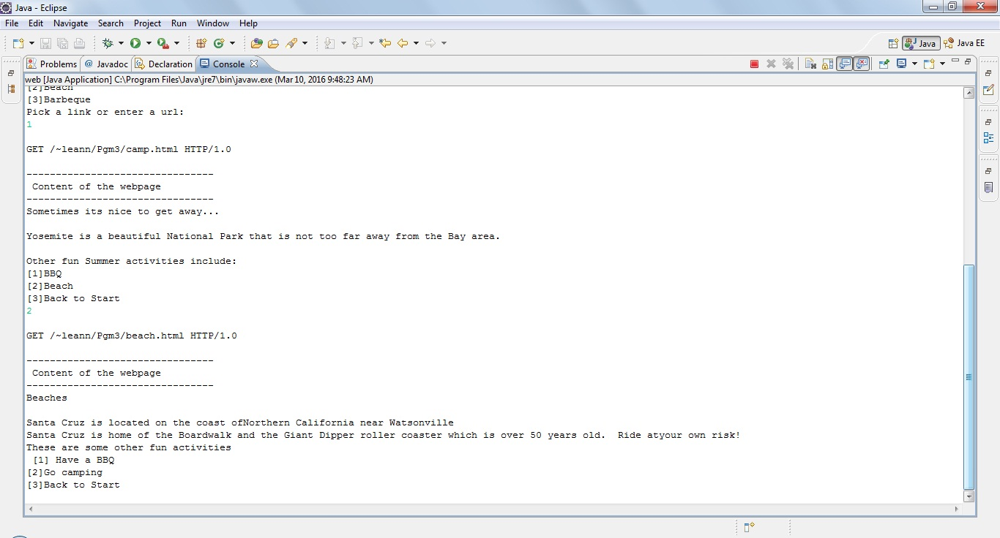 Java - Eclipse
File Edit Navigate Search Project Run Window Help
Java Java EE
Problems @ Javadoc Declaration Console
web [Java Application] C:\Program Files\Java\jre7\bin\javaw.exe (Mar 10, 2016 9:48:23 AM)
[2]Beach
[3]Barbeque
Pick a link or enter a url:
1
GET /~leann/Pgm3/camp.html HTTP/1.0
--------------------------------
Content of the webpage
--------------------------------
Sometimes its nice to get away...
Yosemite is a beautiful National Park that is not too far away from the Bay area.
Other fun Summer activities include:
[1]BBQ
[2]Beach
[3]Back to Start
2
GET /~leann/Pgm3/beach.html HTTP/1.0
--------------------------------
Content of the webpage
--------------------------------
Beaches
Santa Cruz is located on the coast ofNorthern California near Watsonville
Santa Cruz is home of the Boardwalk and the Giant Dipper roller coaster which is over 50 years old.  Ride atyour own risk!
These are some other fun activities
[1] Have a BBQ
[2]Go camping
[3]Back to Start